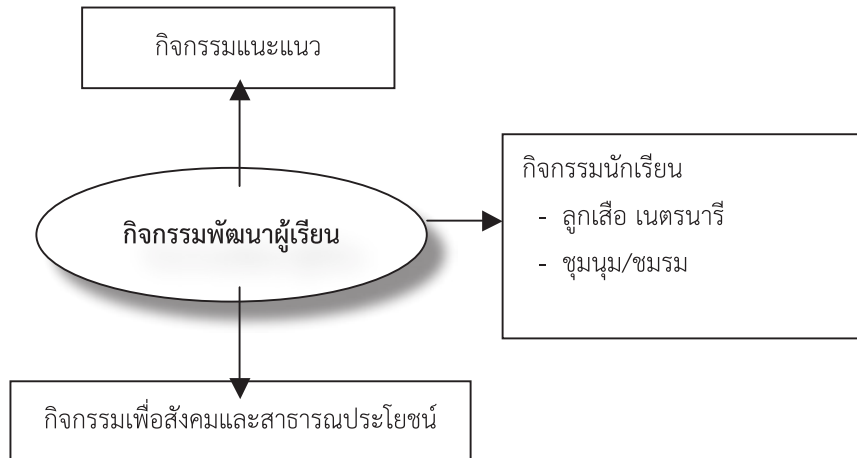 กิจกรรมแนะแนว
กิจกรรมพัฒนาผู้เรียน
กิจกรรมนักเรียน
- ลูกเสือ เนตรนารี
- ชุมนุม/ชมรม
กิจกรรมเพื่อสังคมและสาธารณประโยชน์